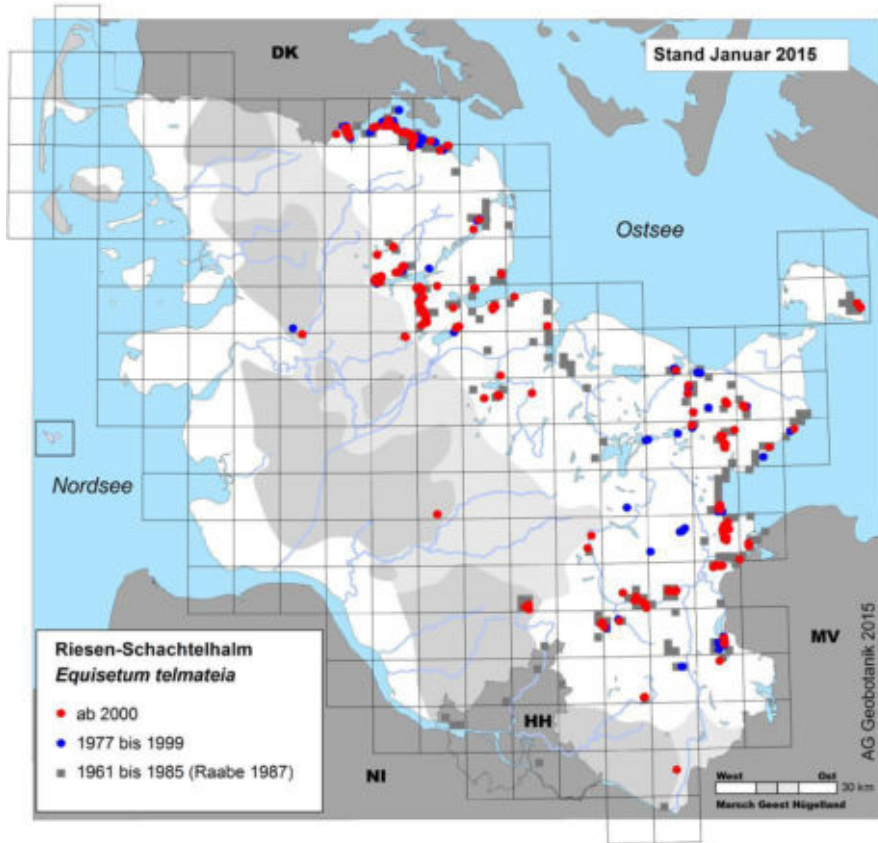 DK
Stand Januar 2015
Ostsee
Nordsee
Riesen-Schachtelhalm
Equisetum telmateia
ab 2000
1977 bis 1999
1961 bis 1985 (Raabe 1987)
HH
NI
MV
AG Geobotanik 2015
West Ost
30 km
Marsch Geest Hügelland